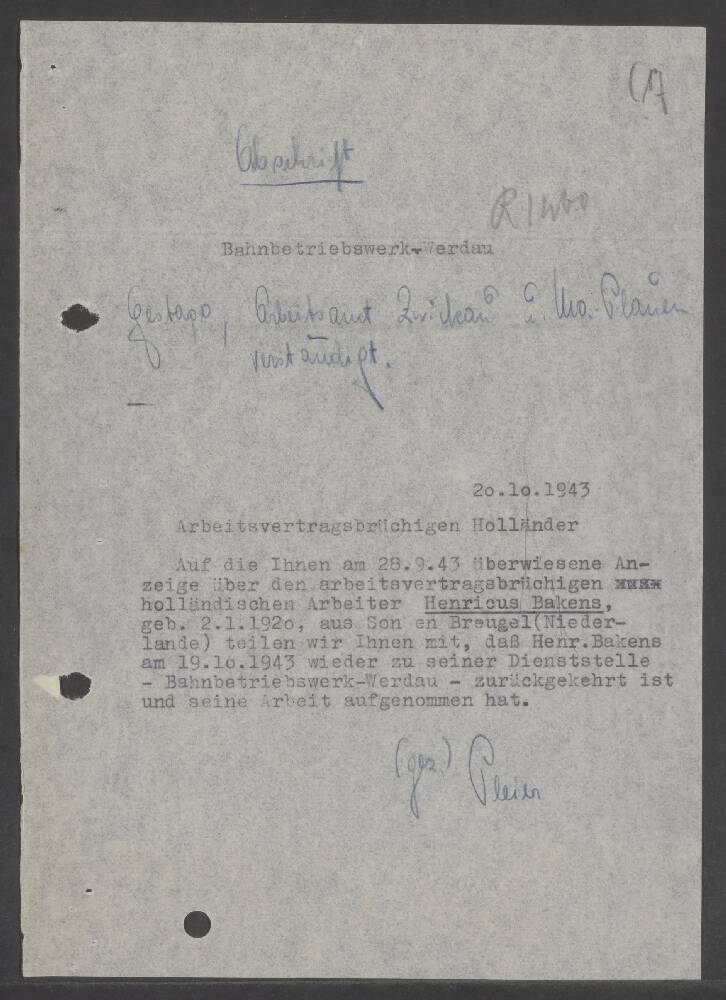 (17
Abschrift
Bahnbetriebswerk-Werdau
Gestapo, Arbeitsamt Zwickau u. Ma.-Plauen
verständigt.
20.10.1943
Arbeitsvertragsbrüchigen Holländer
Auf die Ihnen am 28.9.43 überwiesene An-
zeige über den arbeitsvertragsbrüchigen xxxx
holländischen Arbeiter Henricus Bakens,
geb. 2.1.1920, aus Son en Breugel(Nieder-
lande) teilen wir Ihnen mit, daß Henr.Bakens
am 19.10.1943 wieder zu seiner Dienststelle
- Bahnbetriebswerk-Werdau - zurückgekehrt ist
und seine Arbeit aufgenommen hat.
(gez.) Pleier